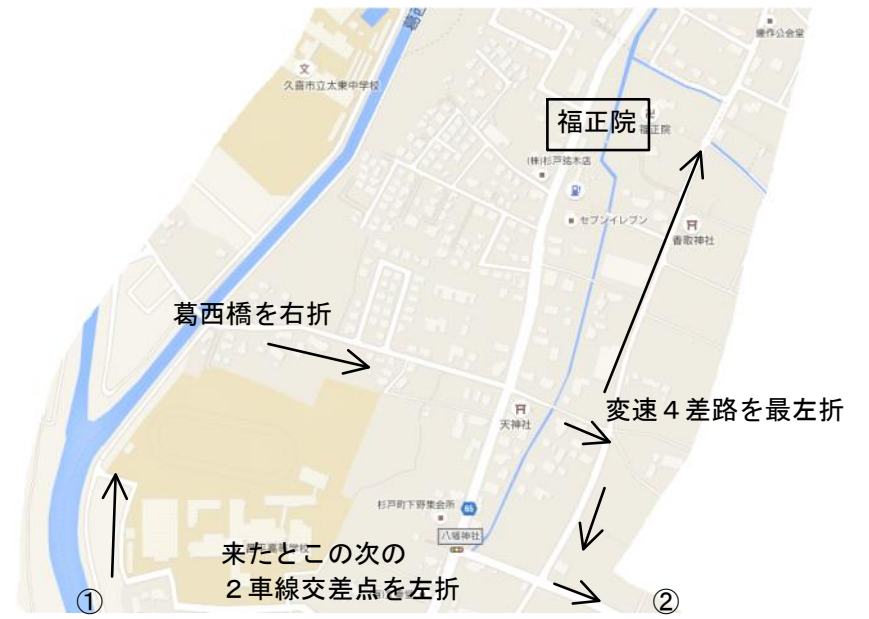 葛西
慶作公会堂
久喜市立太東中学校
福正院
福正院
(株)杉戸銘木店
セブンイレブン
香取神社
葛西橋を右折
天神社
変速４差路を最左折
杉戸町下野集会所
65
八幡神社
来たとこの次の
２車線交差点を左折
①
②